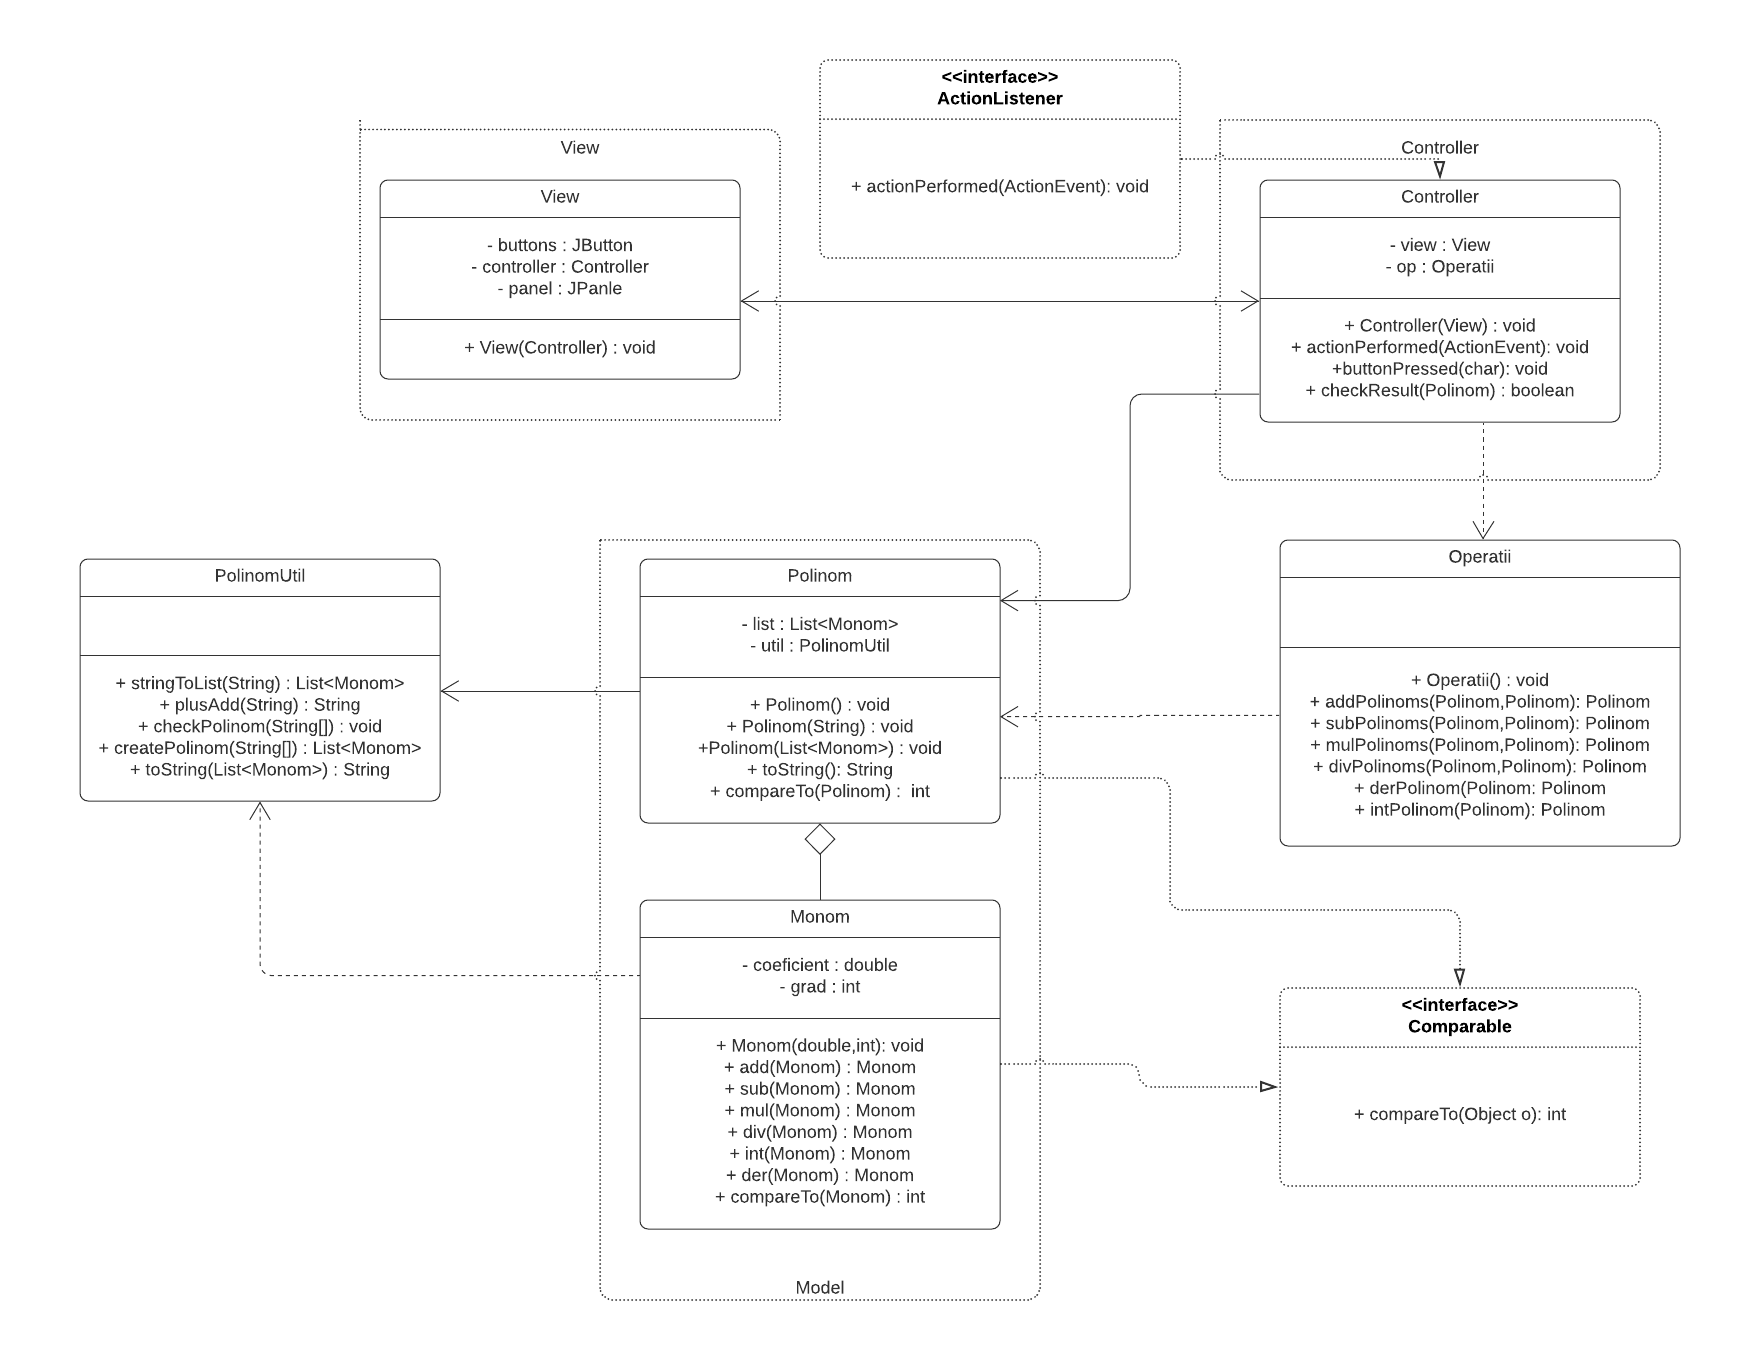 <<interface>>
ActionListener
+ actionPerformed(ActionEvent): void
View
View
- buttons : JButton
- controller : Controller
- panel : JPanle
+ View(Controller) : void
Controller
Controller
- view : View
- op : Operatii
+ Controller(View) : void
+ actionPerformed(ActionEvent): void
+buttonPressed(char): void
+ checkResult(Polinom) : boolean
PolinomUtil
+ stringToList(String) : List<Monom>
+ plusAdd(String) : String
+ checkPolinom(String[]) : void
+ createPolinom(String[]) : List<Monom>
+ toString(List<Monom>) : String
Polinom
- list : List<Monom>
- util : PolinomUtil
+ Polinom() : void
+ Polinom(String) : void
+Polinom(List<Monom>) : void
+ toString(): String
+ compareTo(Polinom) :  int
Operatii
+ Operatii() : void
+ addPolinoms(Polinom,Polinom): Polinom
+ subPolinoms(Polinom,Polinom): Polinom
+ mulPolinoms(Polinom,Polinom): Polinom
+ divPolinoms(Polinom,Polinom): Polinom
+ derPolinom(Polinom: Polinom
+ intPolinom(Polinom): Polinom
Monom
- coeficient : double
- grad : int
+ Monom(double,int): void
+ add(Monom) : Monom
+ sub(Monom) : Monom
+ mul(Monom) : Monom
+ div(Monom) : Monom
+ int(Monom) : Monom
+ der(Monom) : Monom
+ compareTo(Monom) : int
<<interface>>
Comparable
+ compareTo(Object o): int
Model